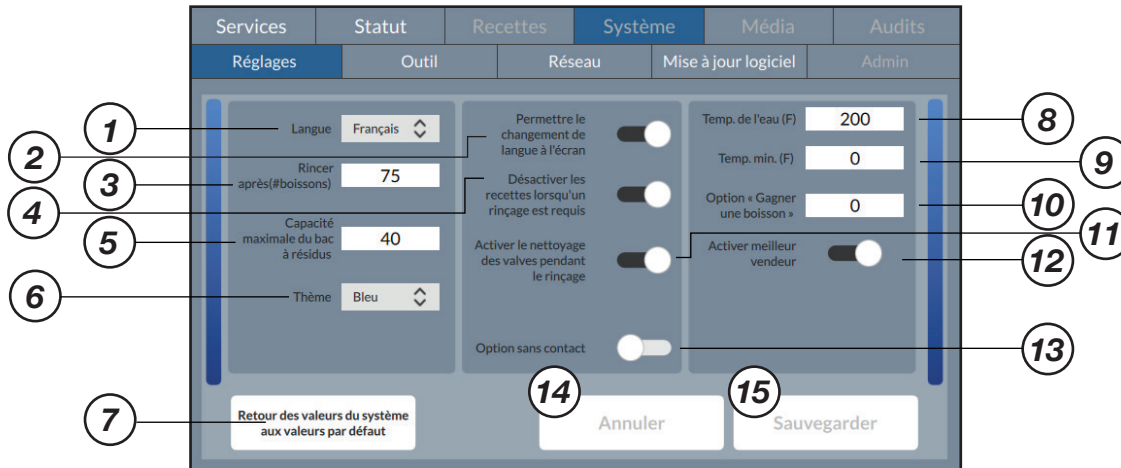 Services Statut Recettes Système Média Audits
Réglages Outil Réseau Mise à jour logiciel Admin
1
2
3
4
5
6
7
Langue
Français
Rincer
après(#boissons)
75
Capacité
maximale du bac
à résidus
40
Thème
Bleu
Permettre le
changement de
langue à l'écran
Désactiver les
recettes lorsqu'un
rinçage est requis
Activer le nettoyage
des valves pendant
le rinçage
Option sans contact
Temp. de l'eau (F)
200
Temp. min. (F)
0
Option « Gagner
une boisson »
0
Activer meilleur
vendeur
8
9
10
11
12
13
Retour des valeurs du système
aux valeurs par défaut
14
Annuler
15
Sauvegarder